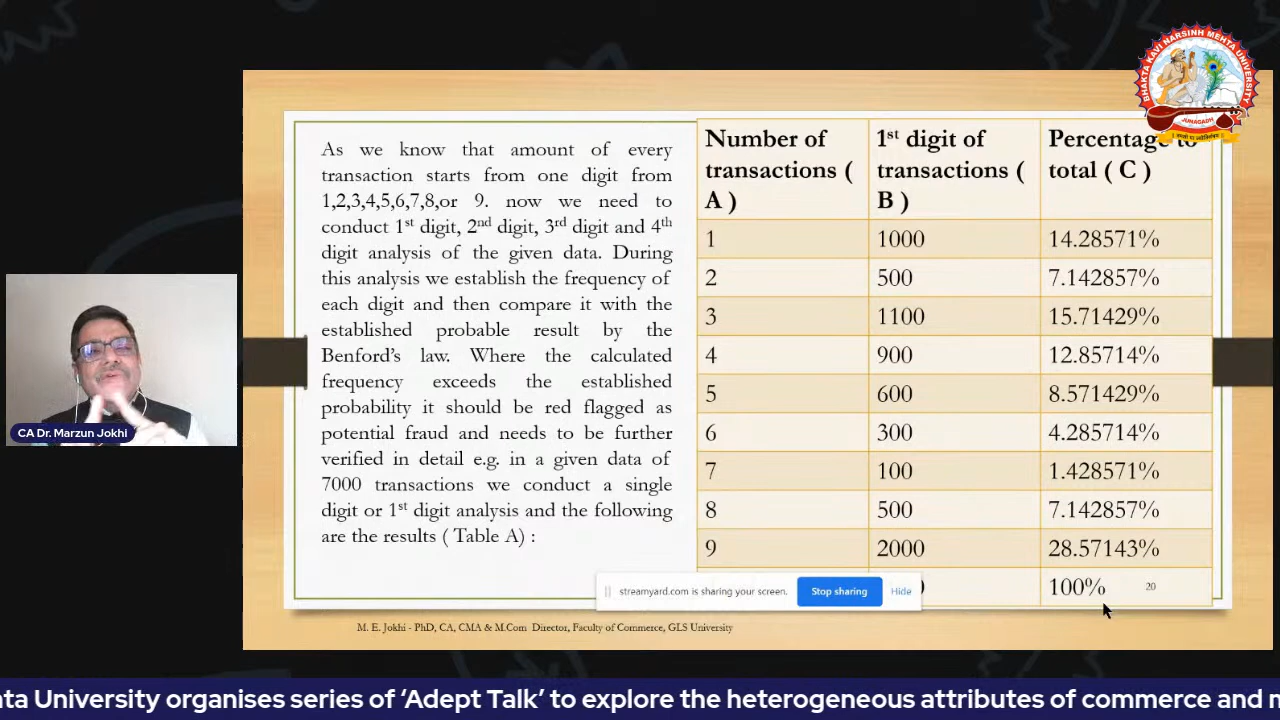 BHAKTA KAVI NARSINH MEHTA UNIVERSITY
JUNAGADH
As we know that amount of every
transaction starts from one digit from
1,2,3,4,5,6,7,8,or 9. now we need to
conduct 1st digit, 2nd digit, 3rd digit and 4th
digit analysis of the given data. During
this analysis we establish the frequency of
each digit and then compare it with the
established probable result by the
Benford's law. Where the calculated
frequency exceeds the established
probability it should be red flagged as
potential fraud and needs to be further
verified in detail e.g. in a given data of
7000 transactions we conduct a single
digit or 1st digit analysis and the following
are the results ( Table A) :
Number of transactions ( A ) 1st digit of transactions ( B ) Percentage to total ( C )
1 1000 14.28571%
2 500 7.142857%
3 1100 15.71429%
4 900 12.85714%
5 600 8.571429%
6 300 4.285714%
7 100 1.428571%
8 500 7.142857%
9 2000 28.57143%
100%
20
streamyard.com is sharing your screen. Stop sharing Hide
M. E. Jokhi - PhD, CA, CMA & M.Com Director, Faculty of Commerce, GLS University
CA Dr. Marzun Jokhi
ta University organises series of 'Adept Talk' to explore the heterogeneous attributes of commerce and